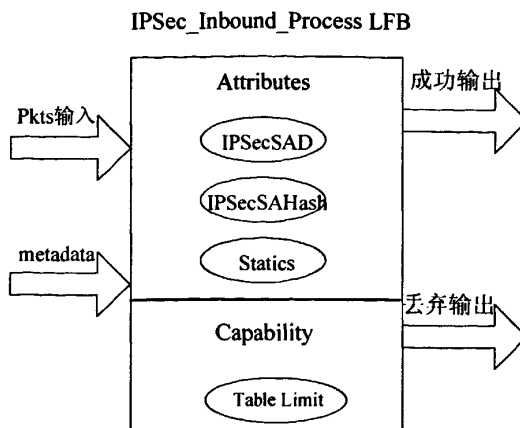 IPSec_Inbound_Process LFB
Attributes
成功输出
Pkts输入
IPSecSAD
IPSecSAHash
metadata
Statics
丢弃输出
Capability
Table Limit